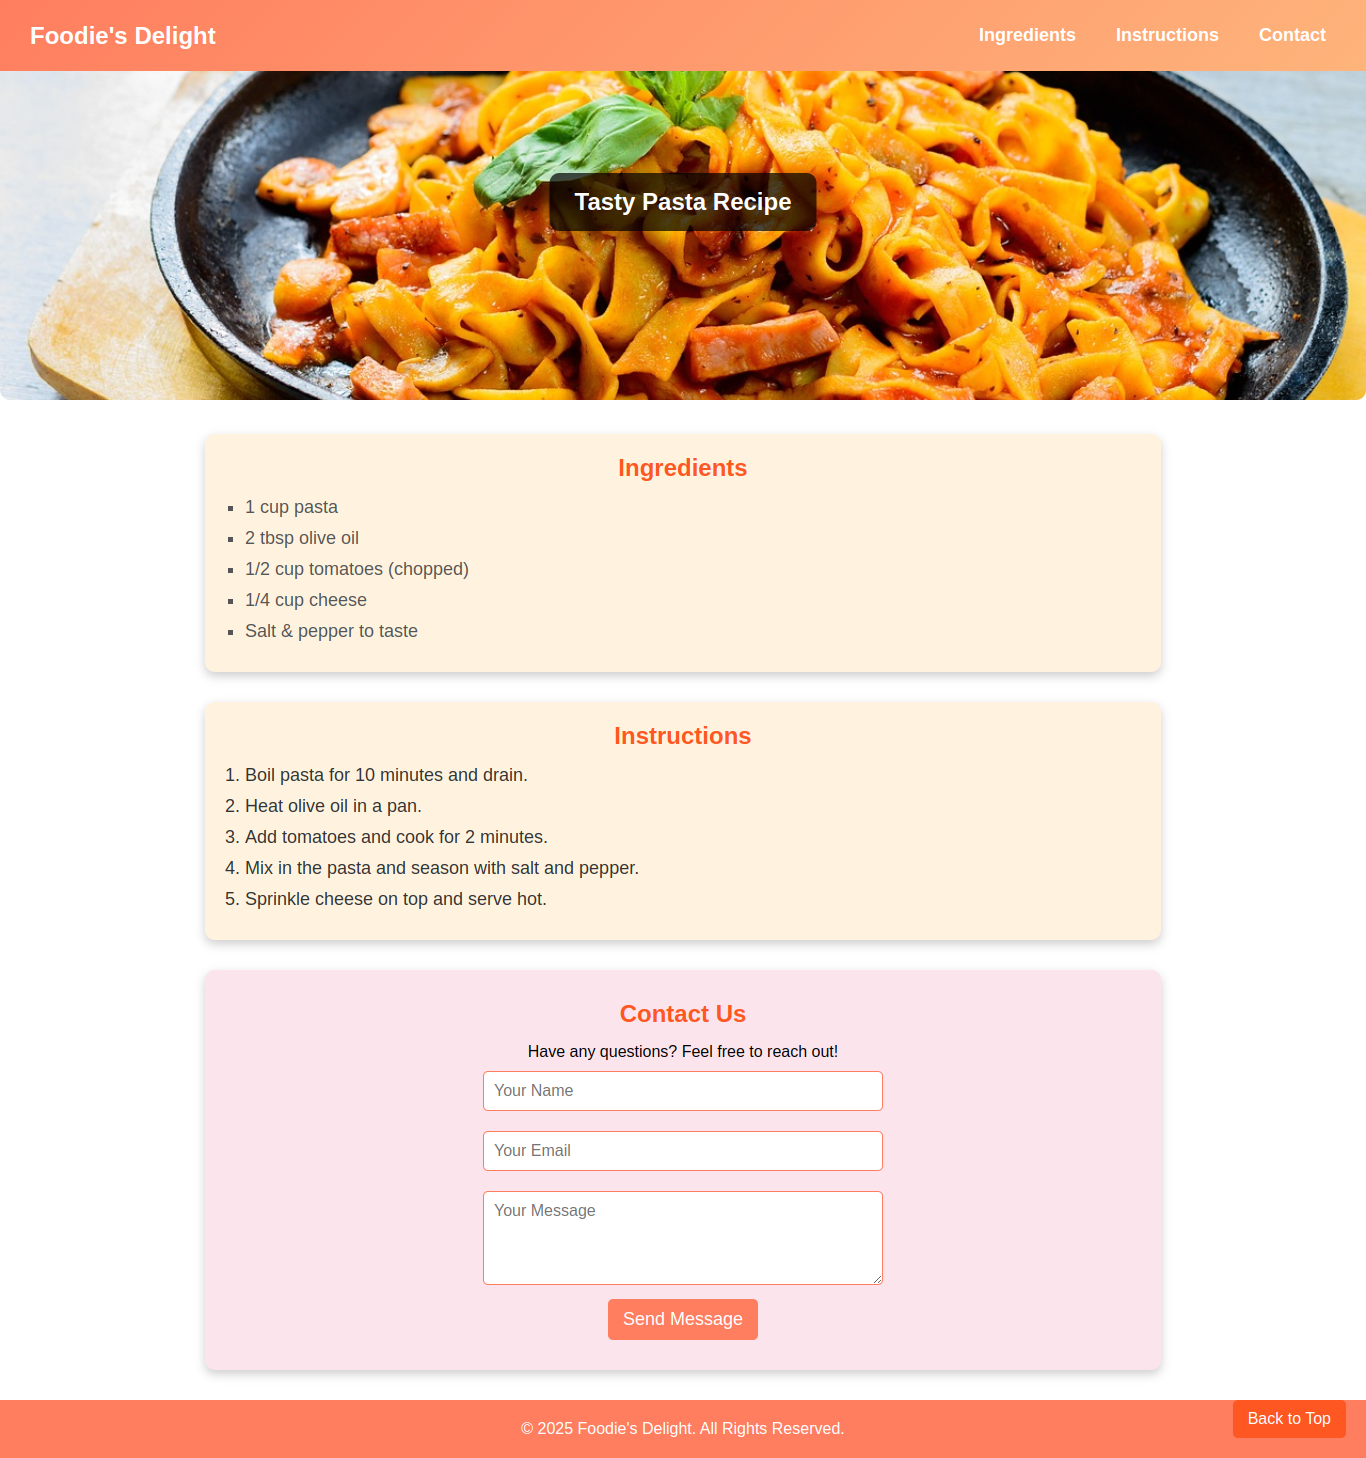 Foodie's Delight
Ingredients
Instructions
Contact
Tasty Pasta Recipe
Ingredients
1 cup pasta
2 tbsp olive oil
1/2 cup tomatoes (chopped)
1/4 cup cheese
Salt & pepper to taste
Instructions
1. Boil pasta for 10 minutes and drain.
2. Heat olive oil in a pan.
3. Add tomatoes and cook for 2 minutes.
4. Mix in the pasta and season with salt and pepper.
5. Sprinkle cheese on top and serve hot.
Contact Us
Have any questions? Feel free to reach out!
Your Name
Your Email
Your Message
Send Message
© 2025 Foodie's Delight. All Rights Reserved.
Back to Top